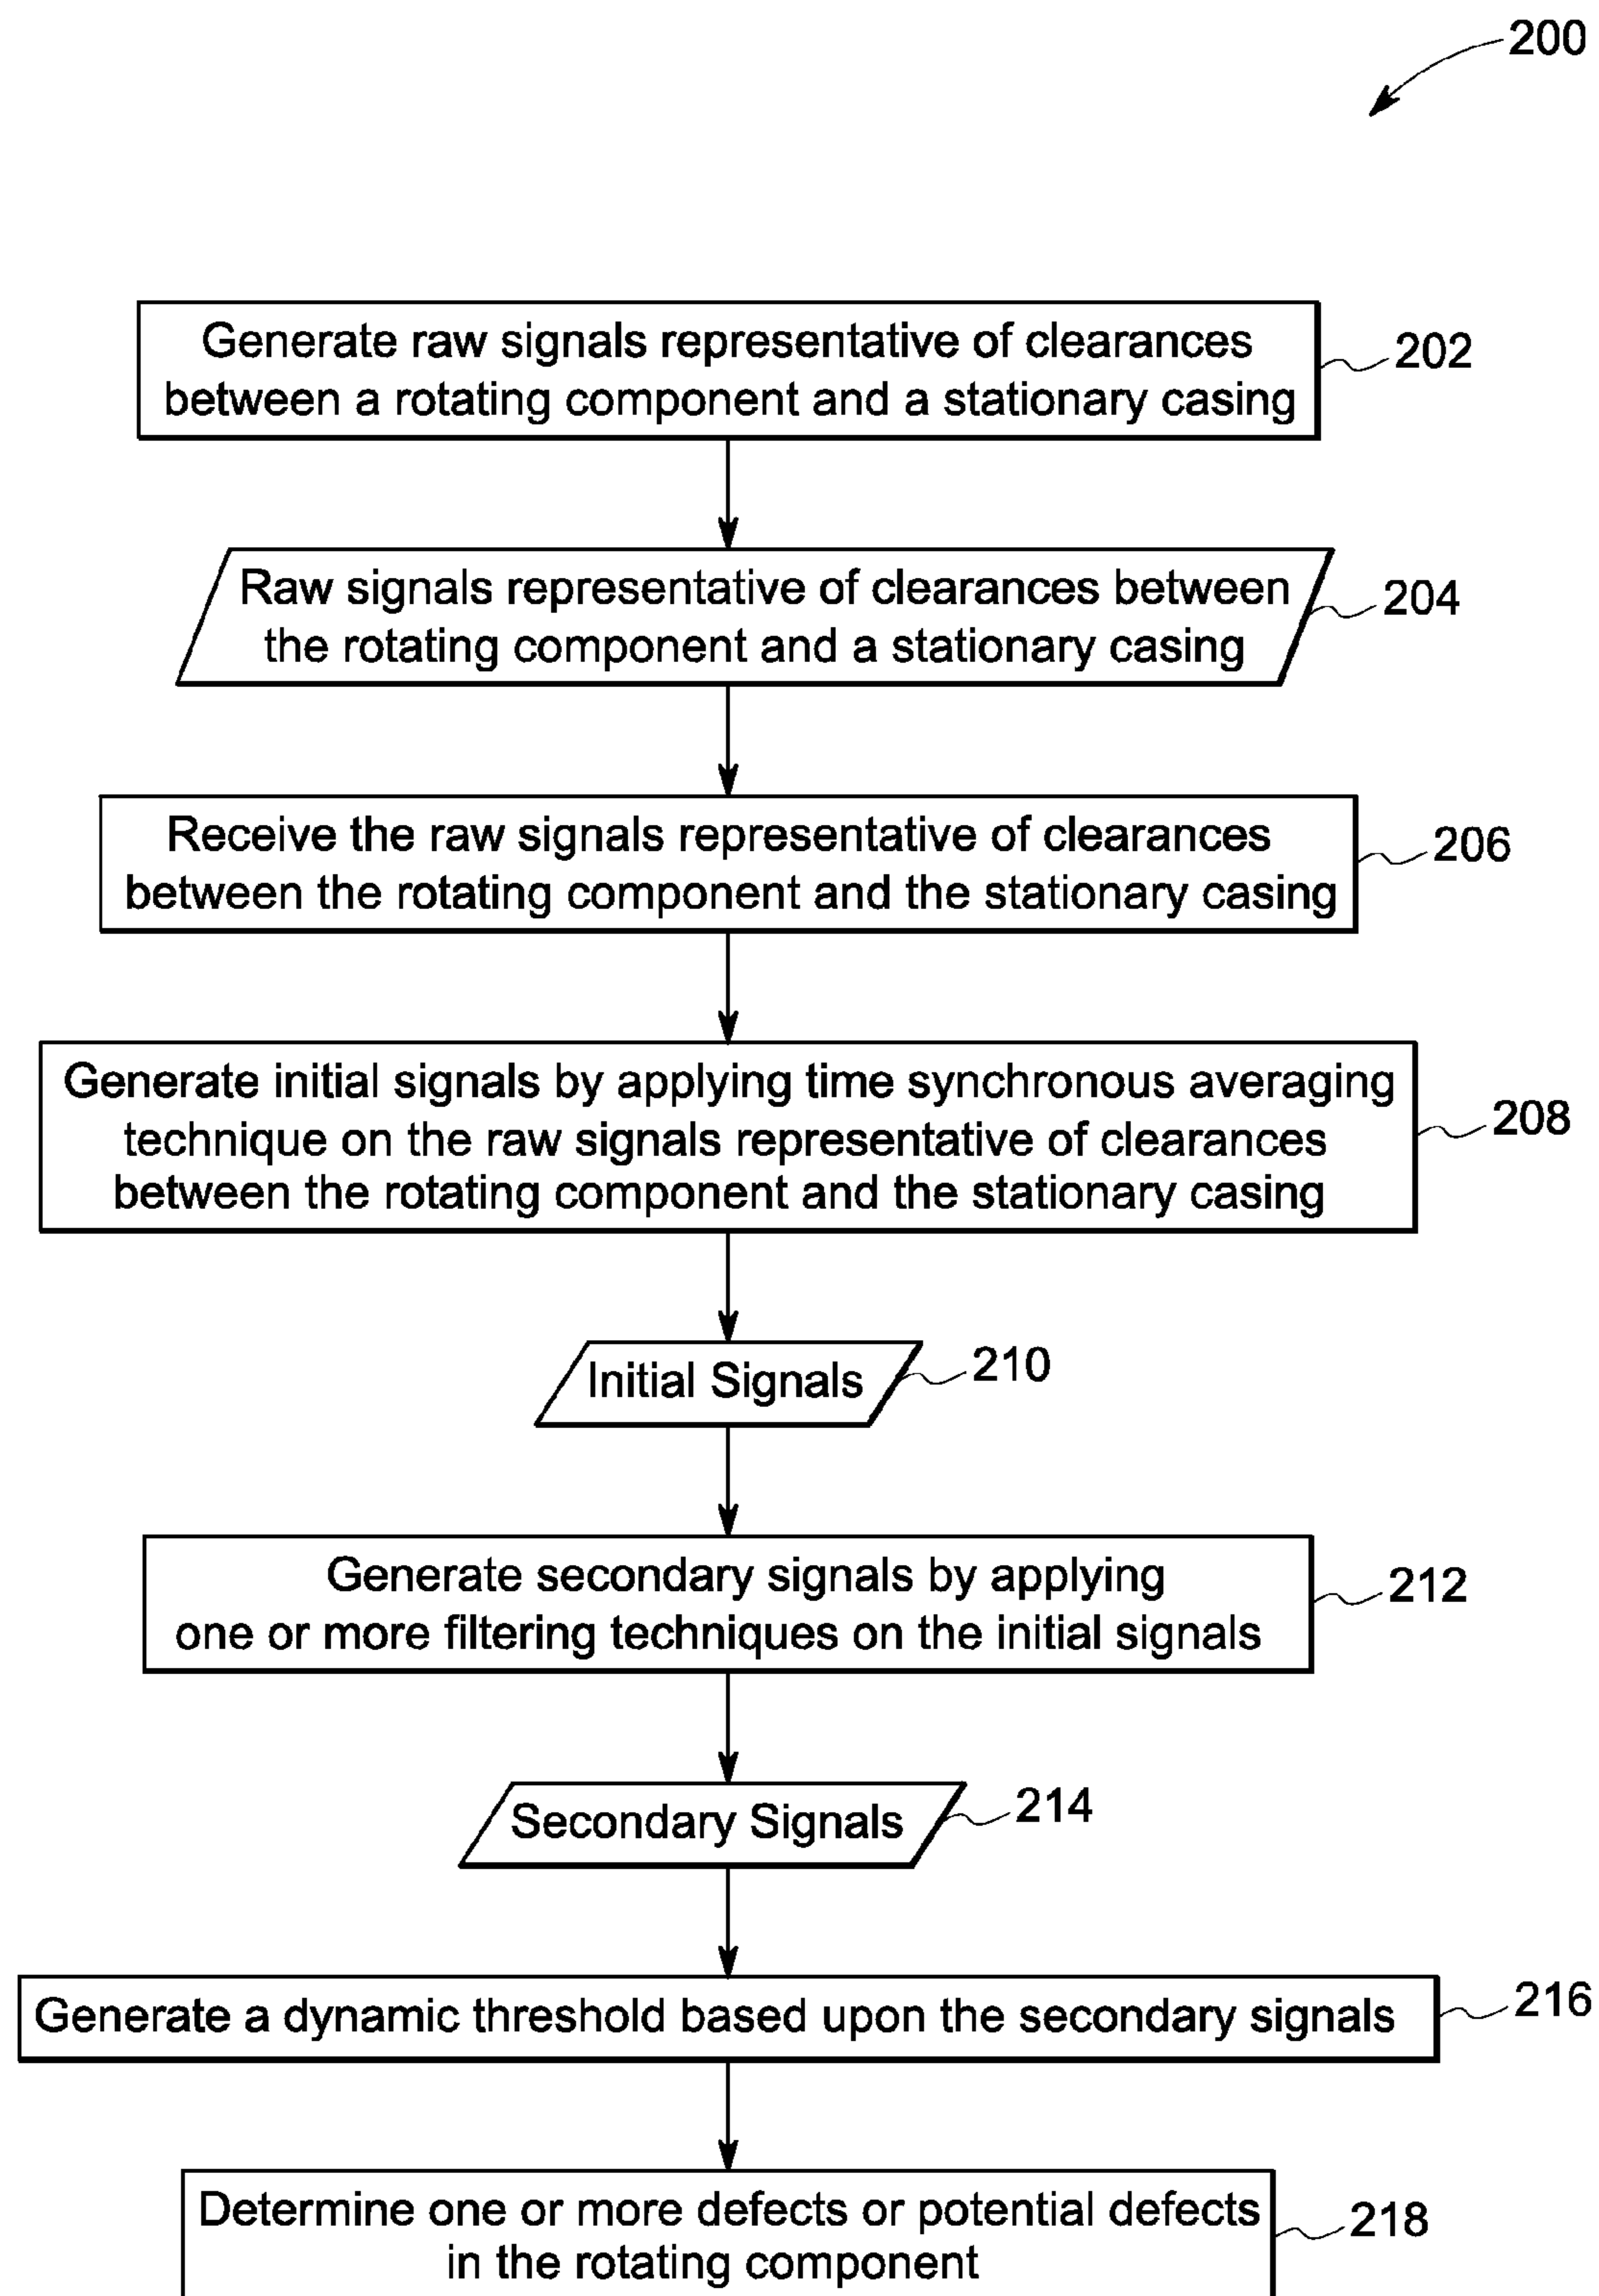 200
Generate raw signals representative of clearances
between a rotating component and a stationary casing
202
Raw signals representative of clearances between
the rotating component and a stationary casing
204
Receive the raw signals representative of clearances
between the rotating component and the stationary casing
206
Generate initial signals by applying time synchronous averaging
technique on the raw signals representative of clearances
between the rotating component and the stationary casing
208
Initial Signals
210
Generate secondary signals by applying
one or more filtering techniques on the initial signals
212
Secondary Signals
214
Generate a dynamic threshold based upon the secondary signals
216
Determine one or more defects or potential defects
in the rotating component
218